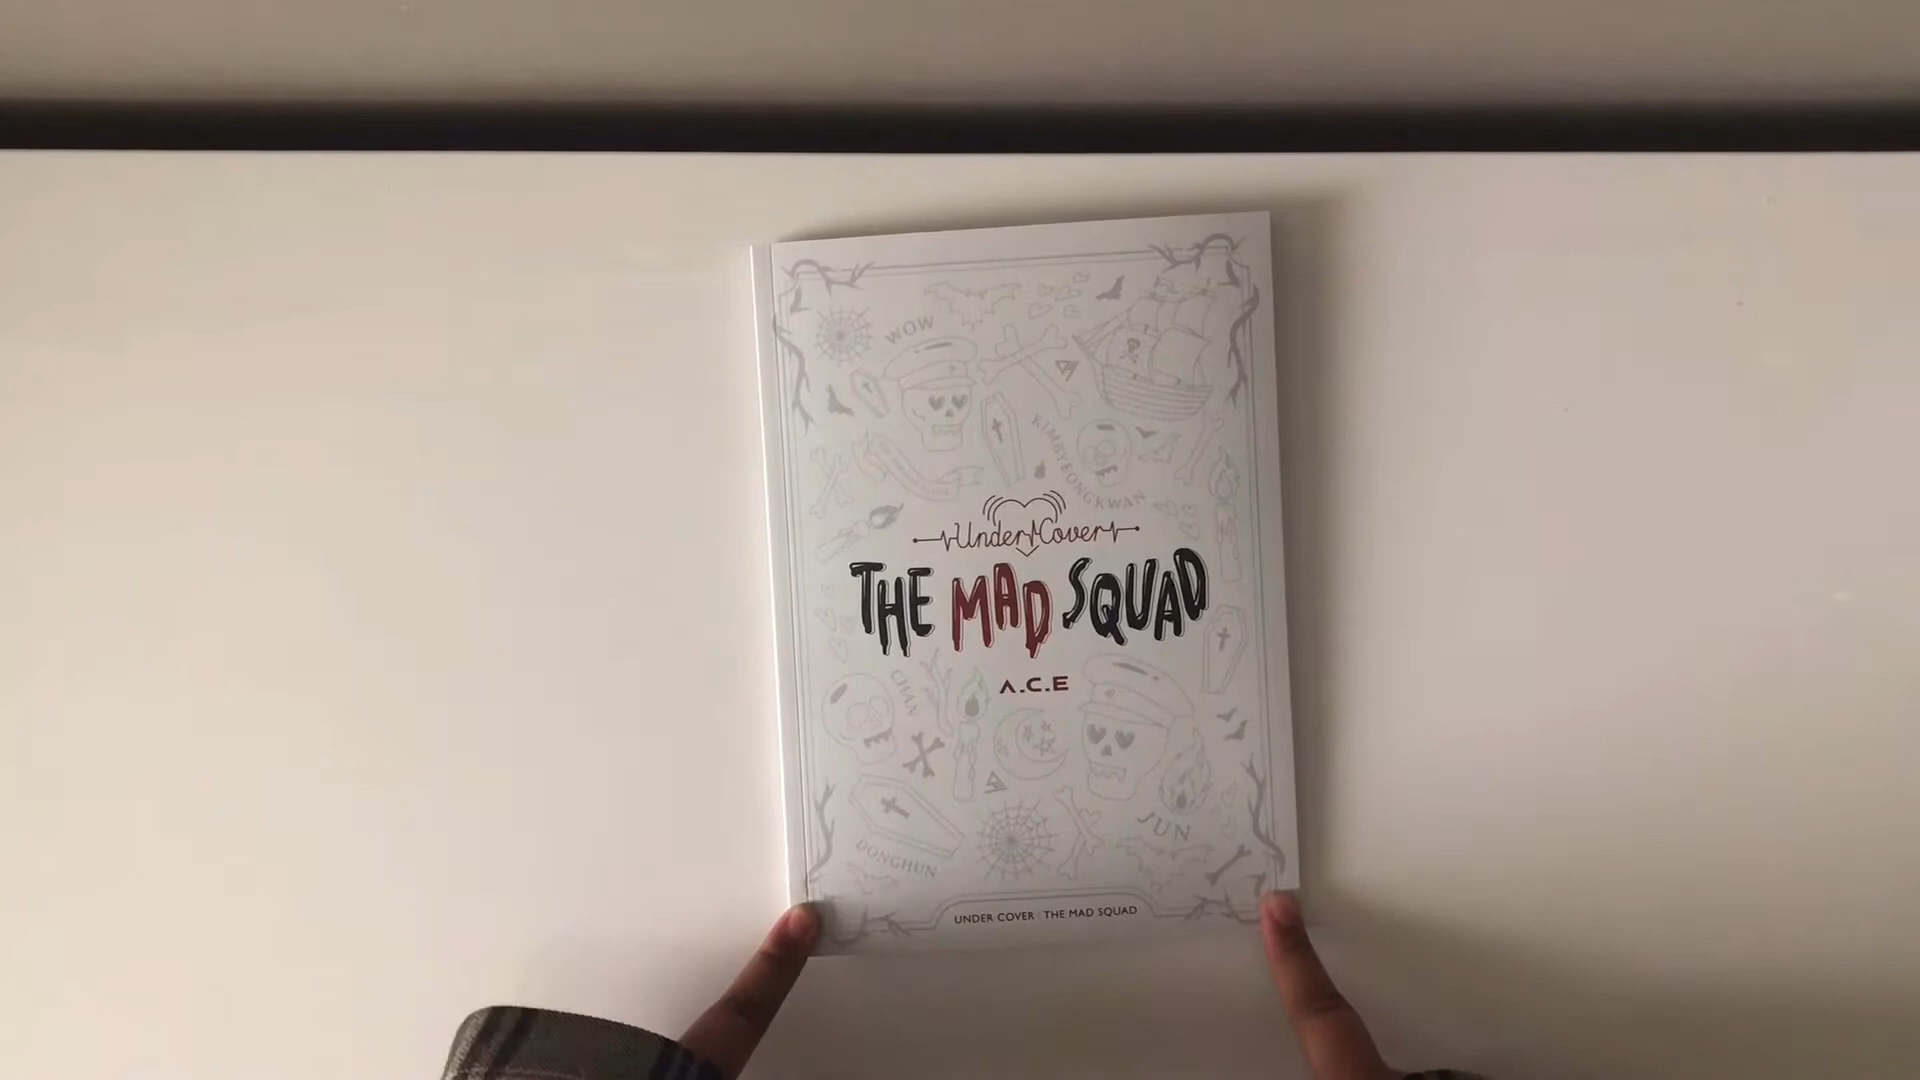 WOW
KIMBYEONGKWAN
Under Cover
THE MAD SQUAD
A.C.E
CHAN
JUN
DONGHUN
UNDER COVER THE MAD SQUAD